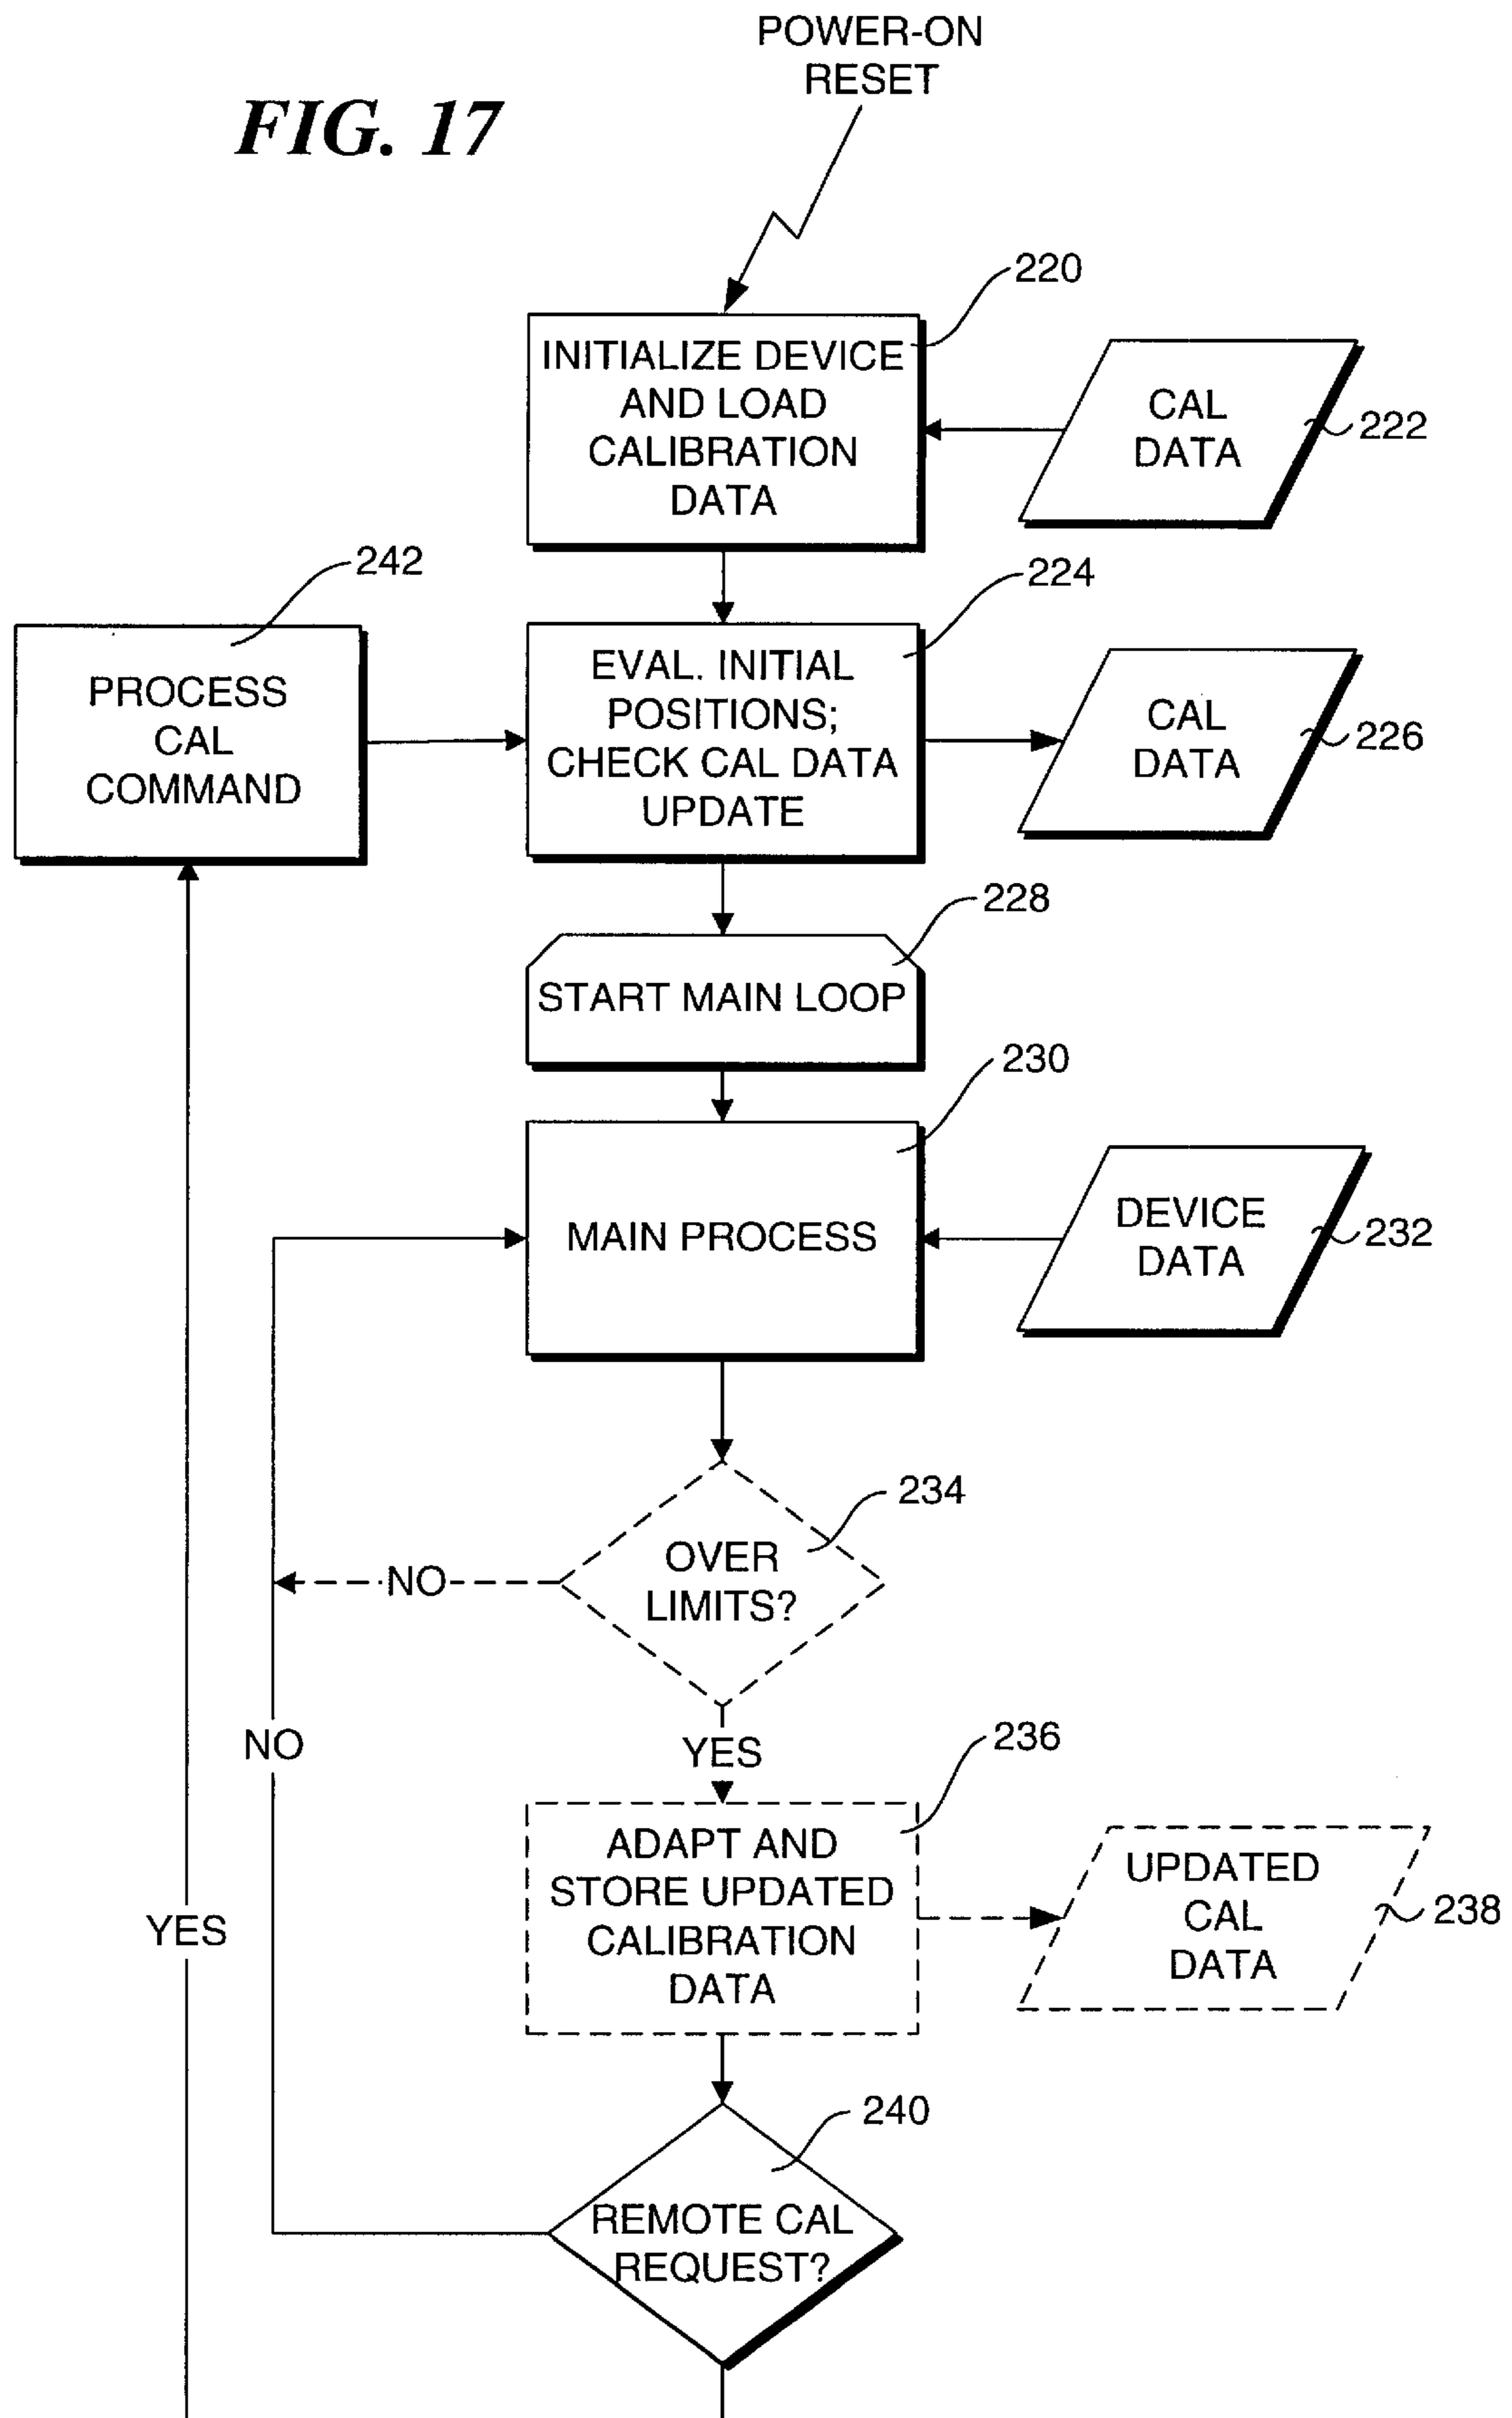 POWER-ON
RESET
FIG. 17
220
INITIALIZE DEVICE
AND LOAD
CALIBRATION
DATA
CAL
DATA
222
242
224
PROCESS
CAL
COMMAND
EVAL. INITIAL
POSITIONS;
CHECK CAL DATA
UPDATE
CAL
DATA
226
228
START MAIN LOOP
230
MAIN PROCESS
DEVICE
DATA
232
234
OVER
LIMITS?
NO
YES
NO
236
ADAPT AND
STORE UPDATED
CALIBRATION
DATA
UPDATED
CAL
DATA
238
YES
240
REMOTE CAL
REQUEST?